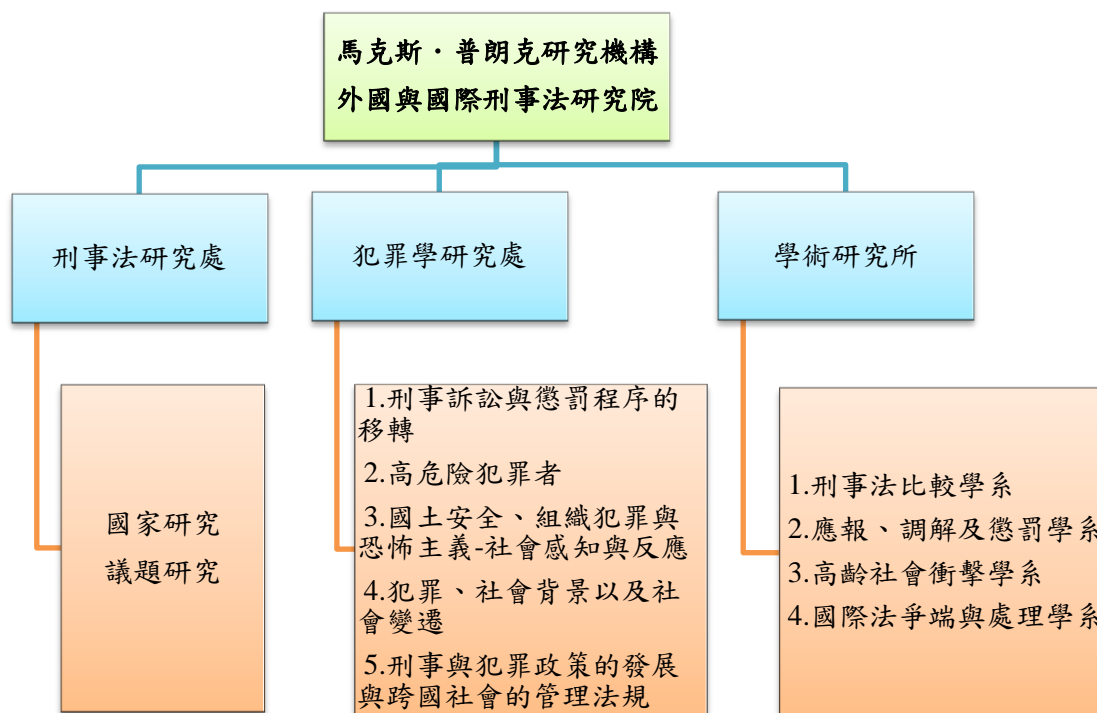 馬克斯·普朗克研究機構
外國與國際刑事法研究院
刑事法研究處
犯罪學研究處
學術研究所
國家研究
議題研究
1.刑事訴訟與懲罰程序的
移轉
2.高危險犯罪者
3.國土安全、組織犯罪與
恐怖主義-社會感知與反應
4.犯罪、社會背景以及社
會變遷
5.刑事與犯罪政策的發展
與跨國社會的管理法規
1.刑事法比較學系
2.應報、調解及懲罰學系
3.高齡社會衝擊學系
4.國際法爭端與處理學系